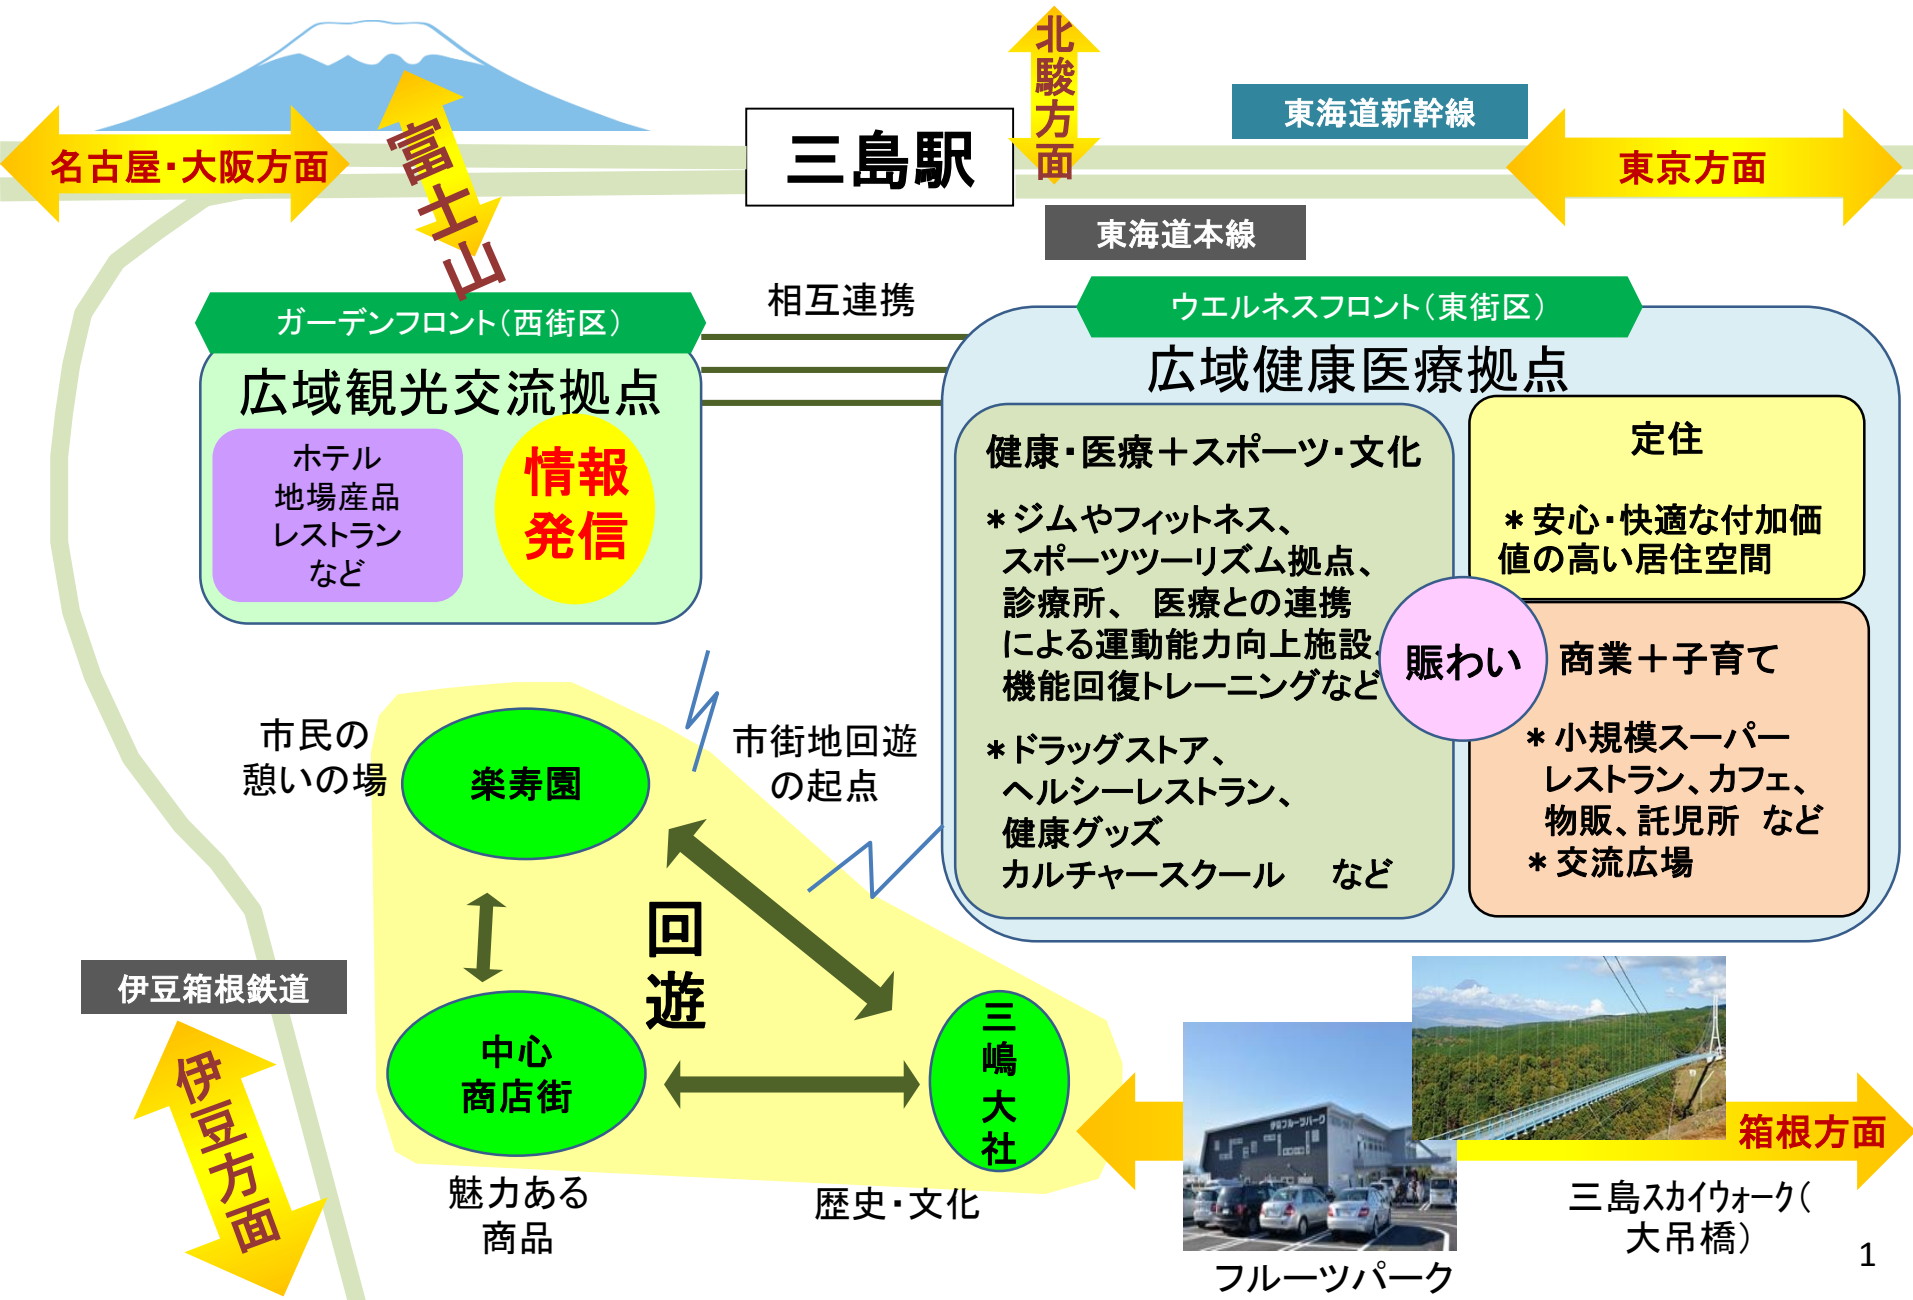 北駿方面
東海道新幹線
三島駅
名古屋・大阪方面
富士山
東京方面
東海道本線
相互連携
ガーデンフロント(西街区)
広域観光交流拠点
ホテル
地場産品
レストラン
など
情報
発信
ウエルネスフロント(東街区)
広域健康医療拠点
健康・医療+スポーツ・文化
*ジムやフィットネス、
スポーツツーリズム拠点、
診療所、 医療との連携
による運動能力向上施設、
機能回復トレーニングなど
*ドラッグストア、
ヘルシーレストラン、
健康グッズ
カルチャースクール など
定住
*安心・快適な付加価
値の高い居住空間
賑わい
商業+子育て
*小規模スーパー
レストラン、カフェ、
物販、託児所 など
*交流広場
市民の
憩いの場
楽寿園
市街地回遊
の起点
回遊
伊豆箱根鉄道
伊豆方面
中心
商店街
三嶋大社
魅力ある
商品
歴史・文化
伊豆フルーツパーク
箱根方面
フルーツパーク
三島スカイウォーク(
大吊橋)
1